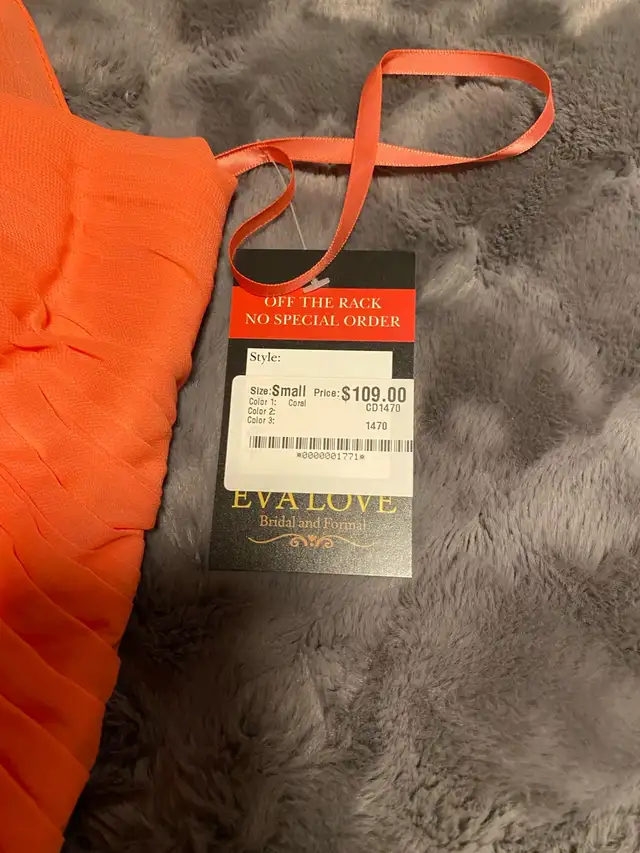 OFF THE RACK
NO SPECIAL ORDER
Style:
Size:Small Price:$109.00
Color 1: Coral CD1470
Color 2:
Color 3: 1470
*0000001771*
EVA LOVE
Bridal and Formal